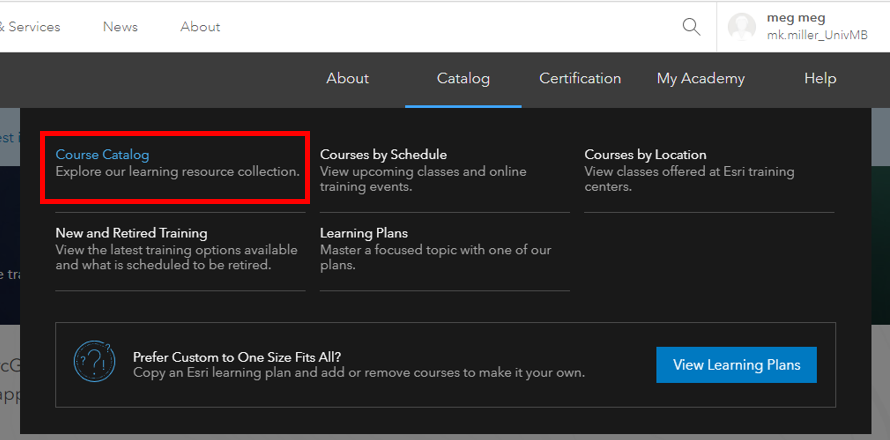 & Services News About
meg meg
mk.miller_UnivMB
About Catalog Certification My Academy Help
Course Catalog
Explore our learning resource collection.
Courses by Schedule
View upcoming classes and online
training events.
Courses by Location
View classes offered at Esri training
centers.
New and Retired Training
View the latest training options available
and what is scheduled to be retired.
Learning Plans
Master a focused topic with one of our
plans.
Prefer Custom to One Size Fits All?
Copy an Esri learning plan and add or remove courses to make it your own.
View Learning Plans